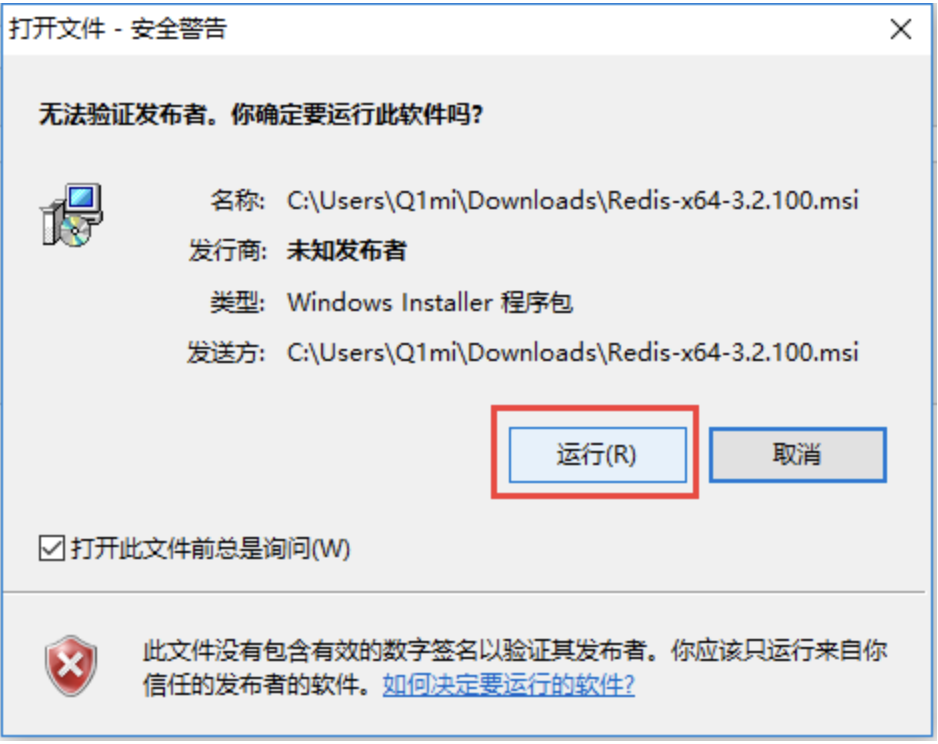 打开文件 - 安全警告
无法验证发布者。你确定要运行此软件吗?
名称: C:\Users\Q1mi\Downloads\Redis-x64-3.2.100.msi
发行商: 未知发布者
类型: Windows Installer 程序包
发送方: C:\Users\Q1mi\Downloads\Redis-x64-3.2.100.msi
运行(R) 取消
打开此文件前总是询问(W)
此文件没有包含有效的数字签名以验证其发布者。你应该只运行来自你
信任的发布者的软件。如何决定要运行的软件?